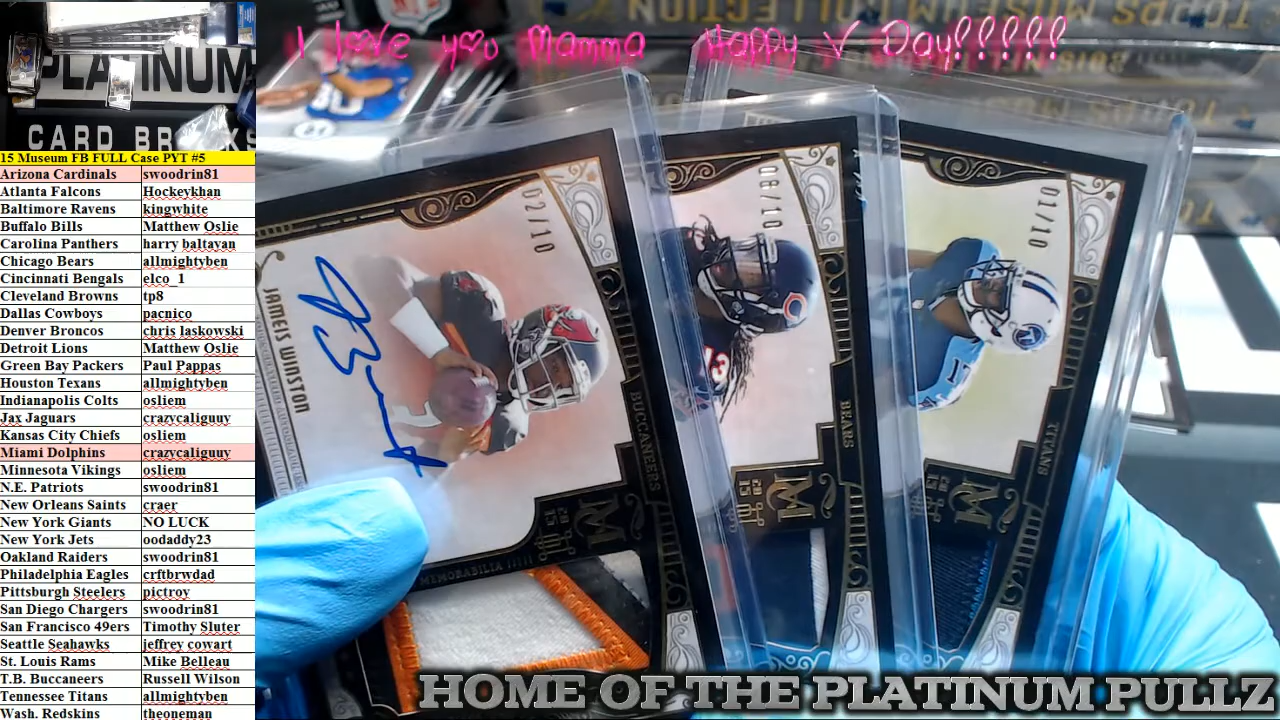 I love you Mamma Happy V Day!!!!!
PLATINUM
CARD BREAKS
15 Museum FB FULL Case PYT #5
Arizona Cardinals swoodrin81
Atlanta Falcons Hockeykhan
Baltimore Ravens kingwhite
Buffalo Bills Matthew Oslie
Carolina Panthers harry baltayan
Chicago Bears allmightyben
Cincinnati Bengals elco_1
Cleveland Browns tp8
Dallas Cowboys pacnico
Denver Broncos chris laskowski
Detroit Lions Matthew Oslie
Green Bay Packers Paul Pappas
Houston Texans allmightyben
Indianapolis Colts osliem
Jax Jaguars crazycaliguuy
Kansas City Chiefs osliem
Miami Dolphins crazycaliguuy
Minnesota Vikings osliem
N.E. Patriots swoodrin81
New Orleans Saints craer
New York Giants NO LUCK
New York Jets oodaddy23
Oakland Raiders swoodrin81
Philadelphia Eagles crftbrwdad
Pittsburgh Steelers pictroy
San Diego Chargers swoodrin81
San Francisco 49ers Timothy Sluter
Seattle Seahawks jeffrey cowart
St. Louis Rams Mike Belleau
T.B. Buccaneers Russell Wilson
Tennessee Titans allmightyben
Wash. Redskins theoneman
TOPPS MUSEUM COLLECTION
02/10
JAMEIS WINSTON
BUCCANEERS
MEMORABILIA
08/10
BEARS
01/10
TITANS
HOME OF THE PLATINUM PULLZ